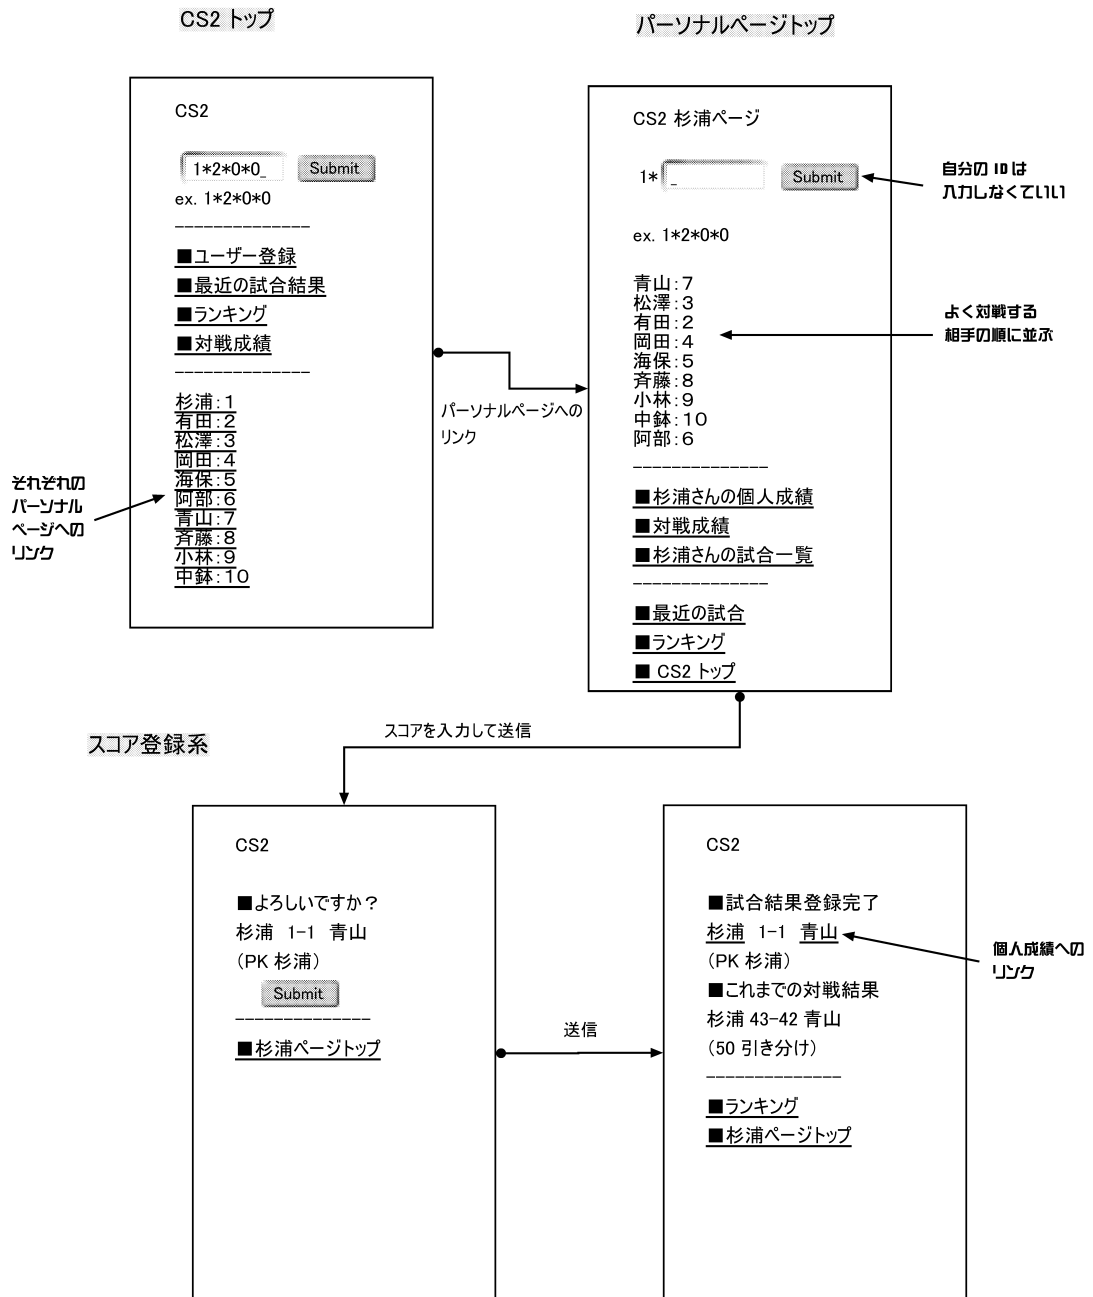 CS2 トップ
CS2
1*2*0*0_ Submit
ex. 1*2*0*0
--------------
■ユーザー登録
■最近の試合結果
■ランキング
■対戦成績
--------------
杉浦:1
有田:2
松澤:3
岡田:4
海保:5
阿部:6
青山:7
斉藤:8
小林:9
中鉢:10
それぞれの
パーソナル
ページへの
リンク
パーソナルページへの
リンク
パーソナルページトップ
CS2 杉浦ページ
1* _ Submit
ex. 1*2*0*0
青山:7
松澤:3
有田:2
岡田:4
海保:5
斉藤:8
小林:9
中鉢:10
阿部:6
--------------
■杉浦さんの個人成績
■対戦成績
■杉浦さんの試合一覧
--------------
■最近の試合
■ランキング
■ CS2 トップ
自分の ID は
入力しなくていい
よく対戦する
相手の順に並ぶ
スコアを入力して送信
スコア登録系
CS2
■よろしいですか？
杉浦 1-1 青山
(PK 杉浦)
Submit
--------------
■杉浦ページトップ
送信
CS2
■試合結果登録完了
杉浦 1-1 青山
(PK 杉浦)
■これまでの対戦結果
杉浦 43-42 青山
(50 引き分け)
--------------
■ランキング
■杉浦ページトップ
個人成績への
リンク